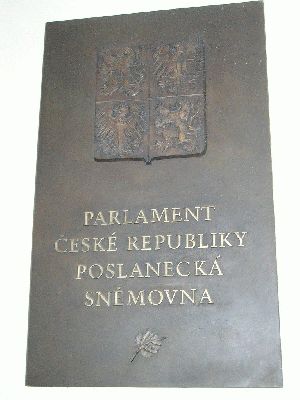 PARLAMENT
ČESKÉ REPUBLIKY
POSLANECKÁ
SNĚMOVNA